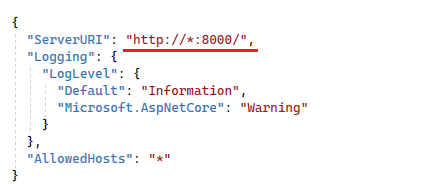 {
  "ServerURI": "http://*:8000/",
  "Logging": {
    "LogLevel": {
      "Default": "Information",
      "Microsoft.AspNetCore": "Warning"
    }
  },
  "AllowedHosts": "*"
}